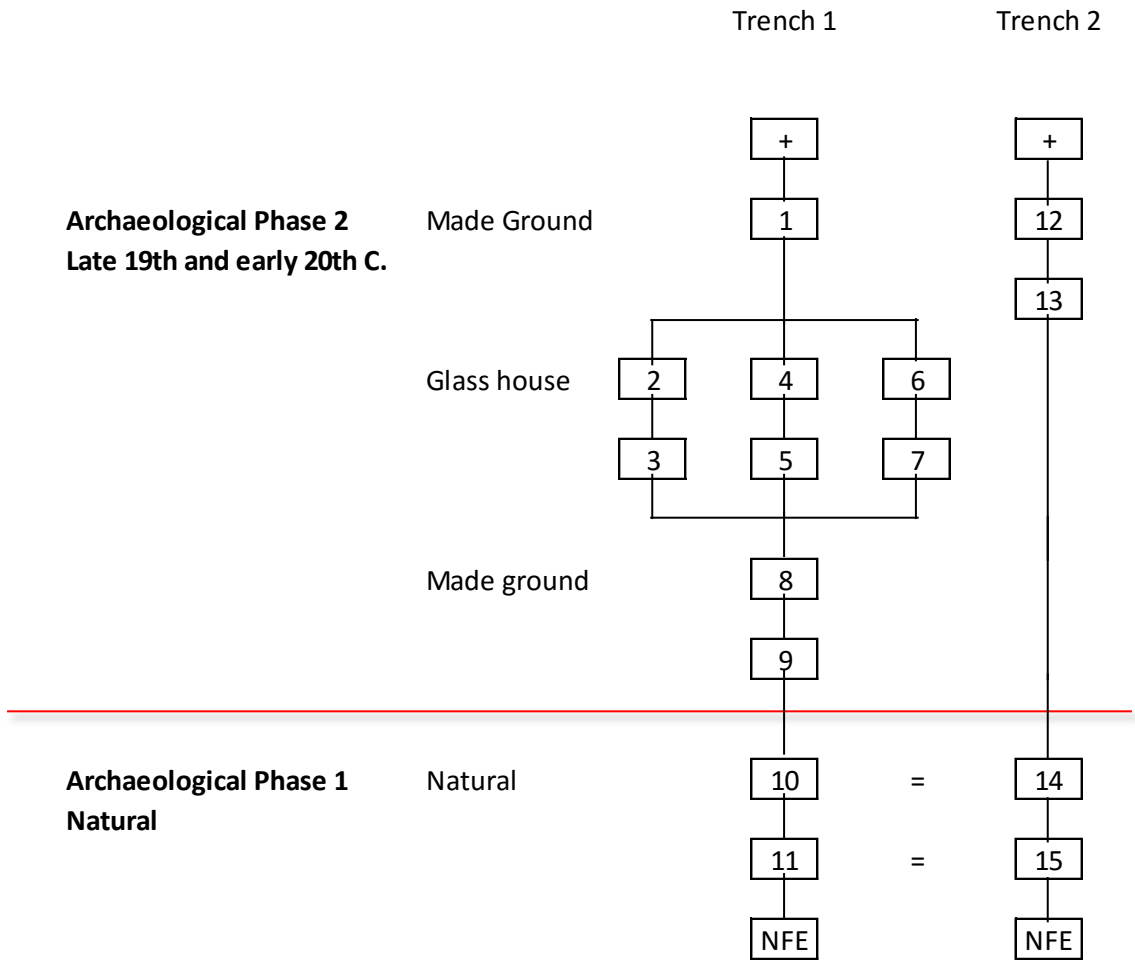 Trench 1 Trench 2
+ +
Archaeological Phase 2 Made Ground 1 12
Late 19th and early 20th C.
13
Glass house 2 4 6
3 5 7
Made ground 8
9
Archaeological Phase 1 Natural 10 = 14
Natural
11 = 15
NFE NFE